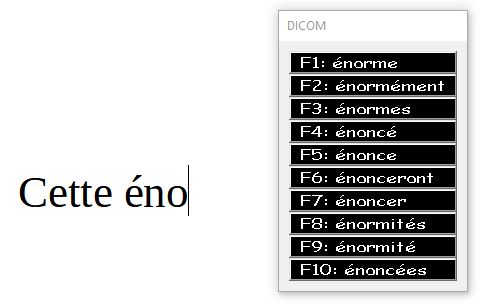 Cette éno
DICOM
F1: énorme
F2: énormément
F3: énormes
F4: énoncé
F5: énonce
F6: énonceront
F7: énoncer
F8: énormités
F9: énormité
F10: énoncées